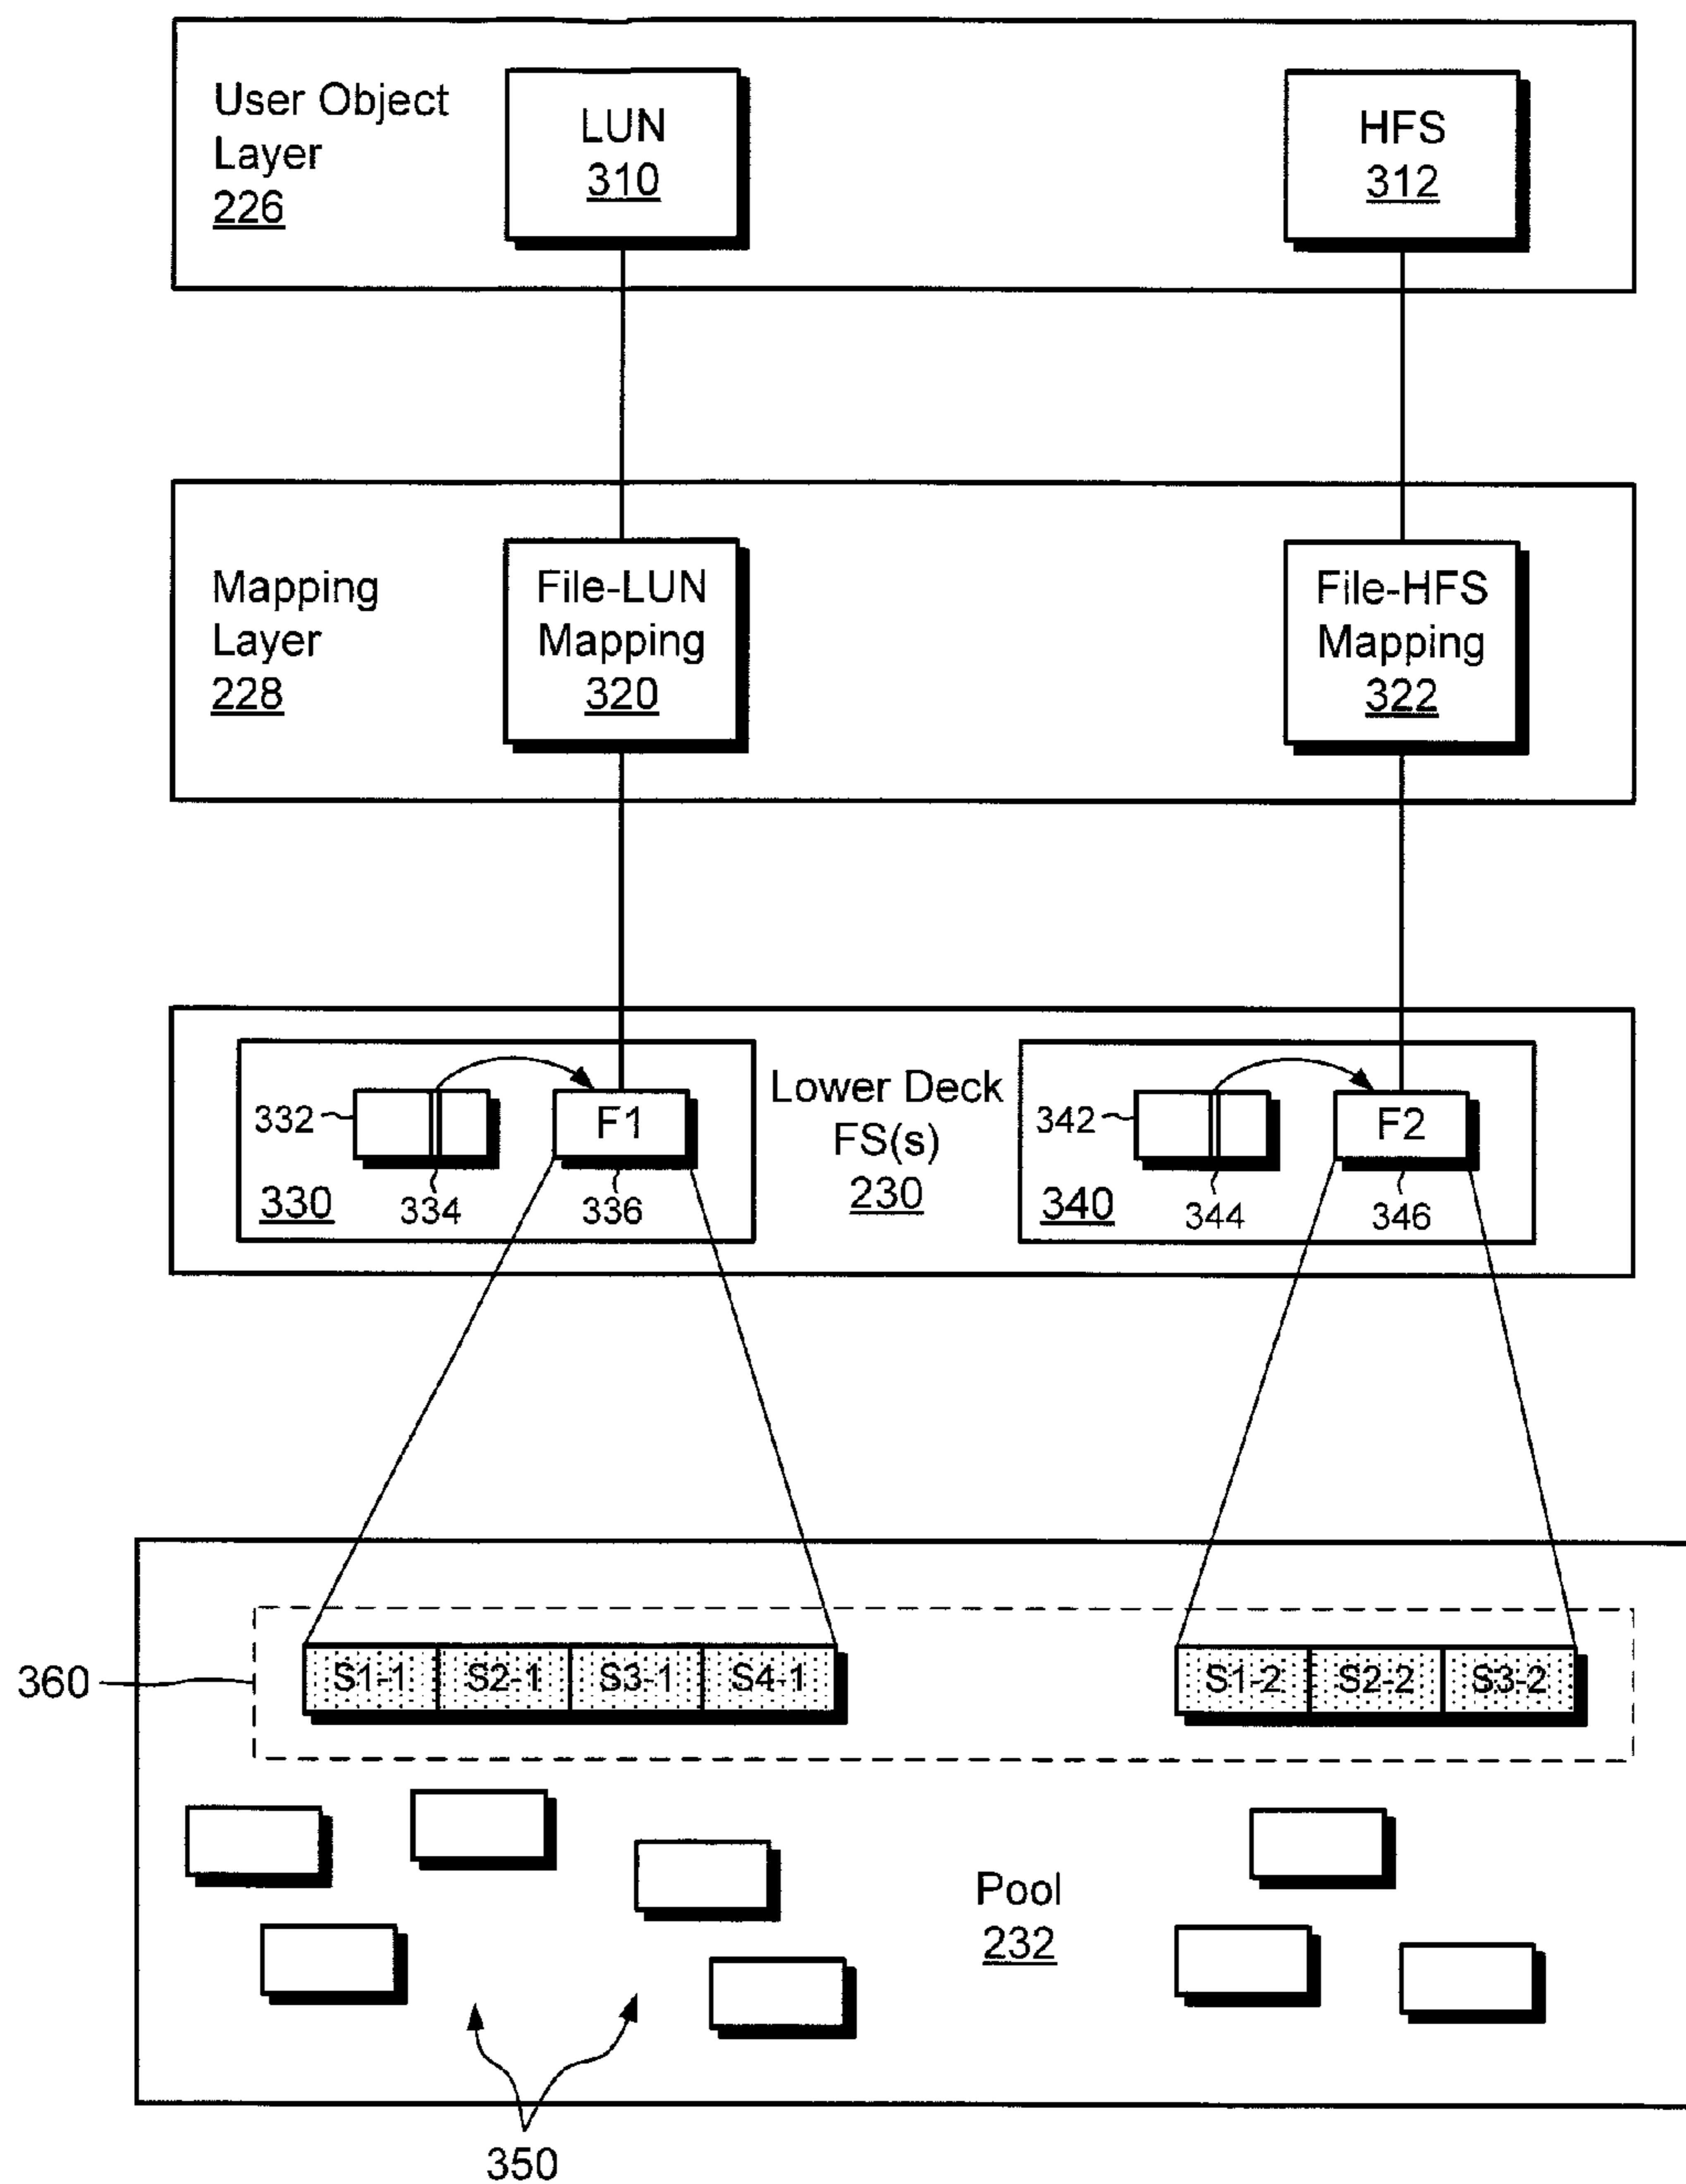 User Object
Layer
226
LUN
310
HFS
312
Mapping
Layer
228
File-LUN
Mapping
320
File-HFS
Mapping
322
332
334
330
F1
336
Lower Deck
FS(s)
230
342
344
340
F2
346
360
S1-1 S2-1 S3-1 S4-1
S1-2 S2-2 S3-2
Pool
232
350